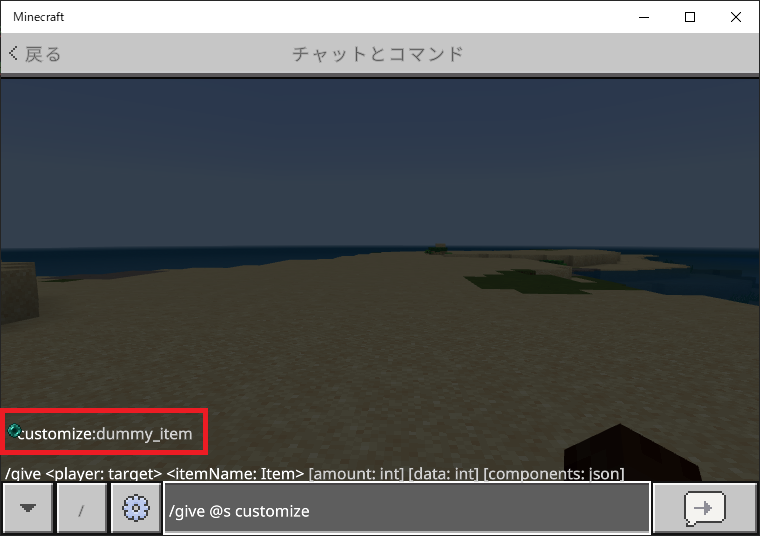 Minecraft
戻る
チャットとコマンド
customize:dummy_item
/give <player: target> <itemName: Item> [amount: int] [data: int] [components: json]
/
/give @s customize